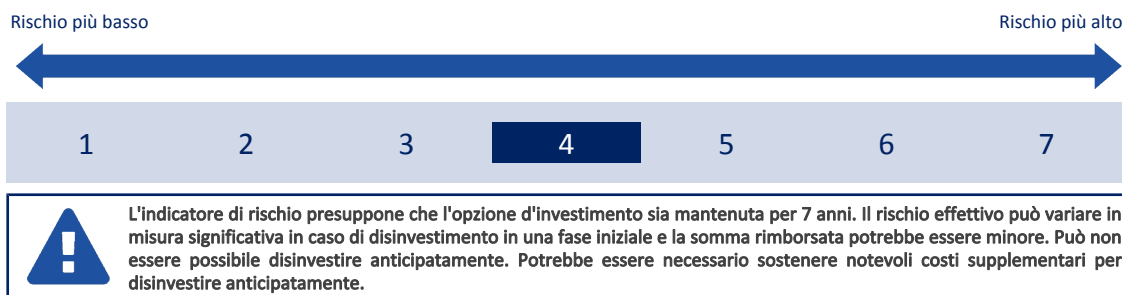 Rischio più basso Rischio più alto
1 2 3 4 5 6 7
L'indicatore di rischio presuppone che l'opzione d'investimento sia mantenuta per 7 anni. Il rischio effettivo può variare in
misura significativa in caso di disinvestimento in una fase iniziale e la somma rimborsata potrebbe essere minore. Può non
essere possibile disinvestire anticipatamente. Potrebbe essere necessario sostenere notevoli costi supplementari per
disinvestire anticipatamente.